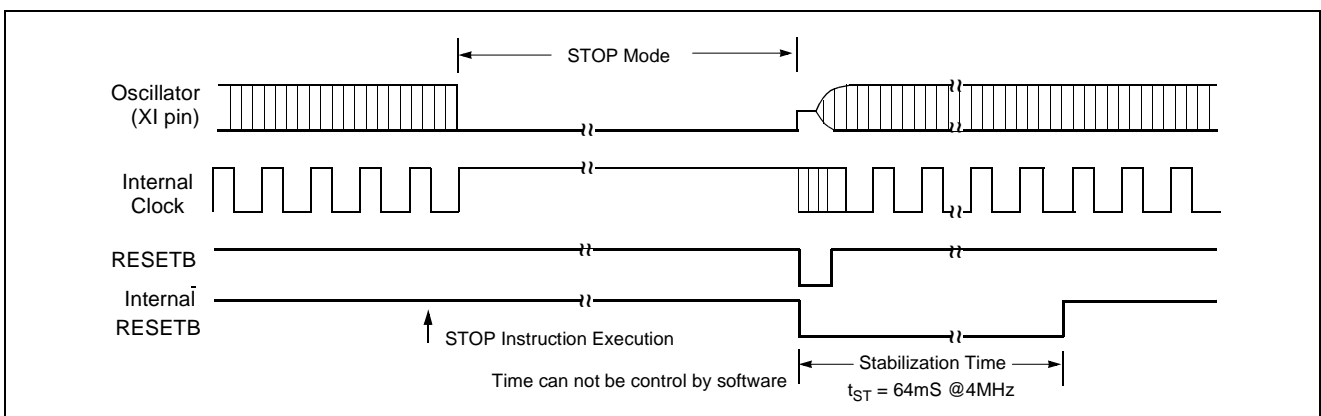 STOP Mode
Oscillator
(XI pin)
Internal
Clock
RESETB
Internal
RESETB
STOP Instruction Execution
Time can not be control by software
Stabilization Time
tST = 64mS @4MHz